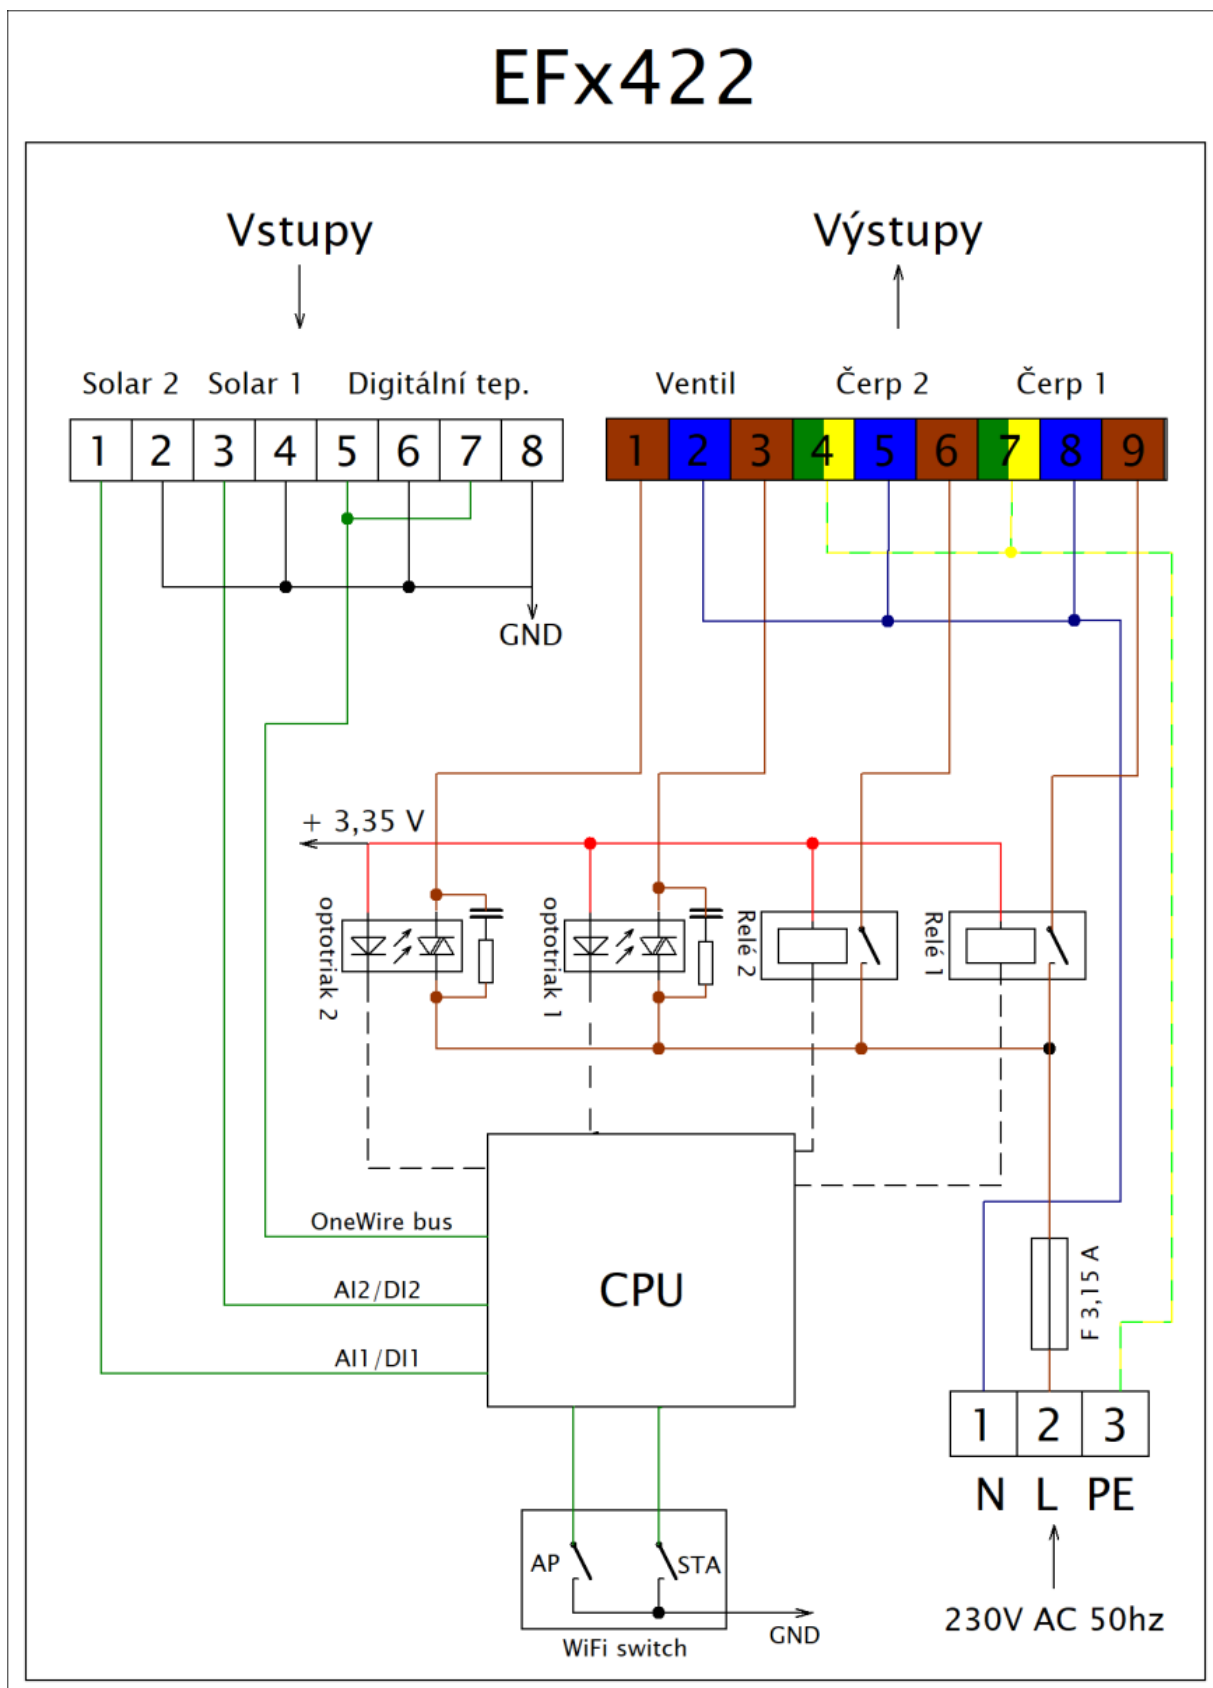 EFx422
Vstupy
Výstupy
Solar 2 Solar 1 Digitální tep.
Ventil Čerp 2 Čerp 1
1 2 3 4 5 6 7 8
1 2 3 4 5 6 7 8 9
GND
+ 3,35 V
optotriak 2
optotriak 1
Relé 2
Relé 1
OneWire bus
AI2/DI2
AI1/DI1
CPU
F 3,15 A
1 2 3
N L PE
AP
STA
GND
WiFi switch
230V AC 50hz